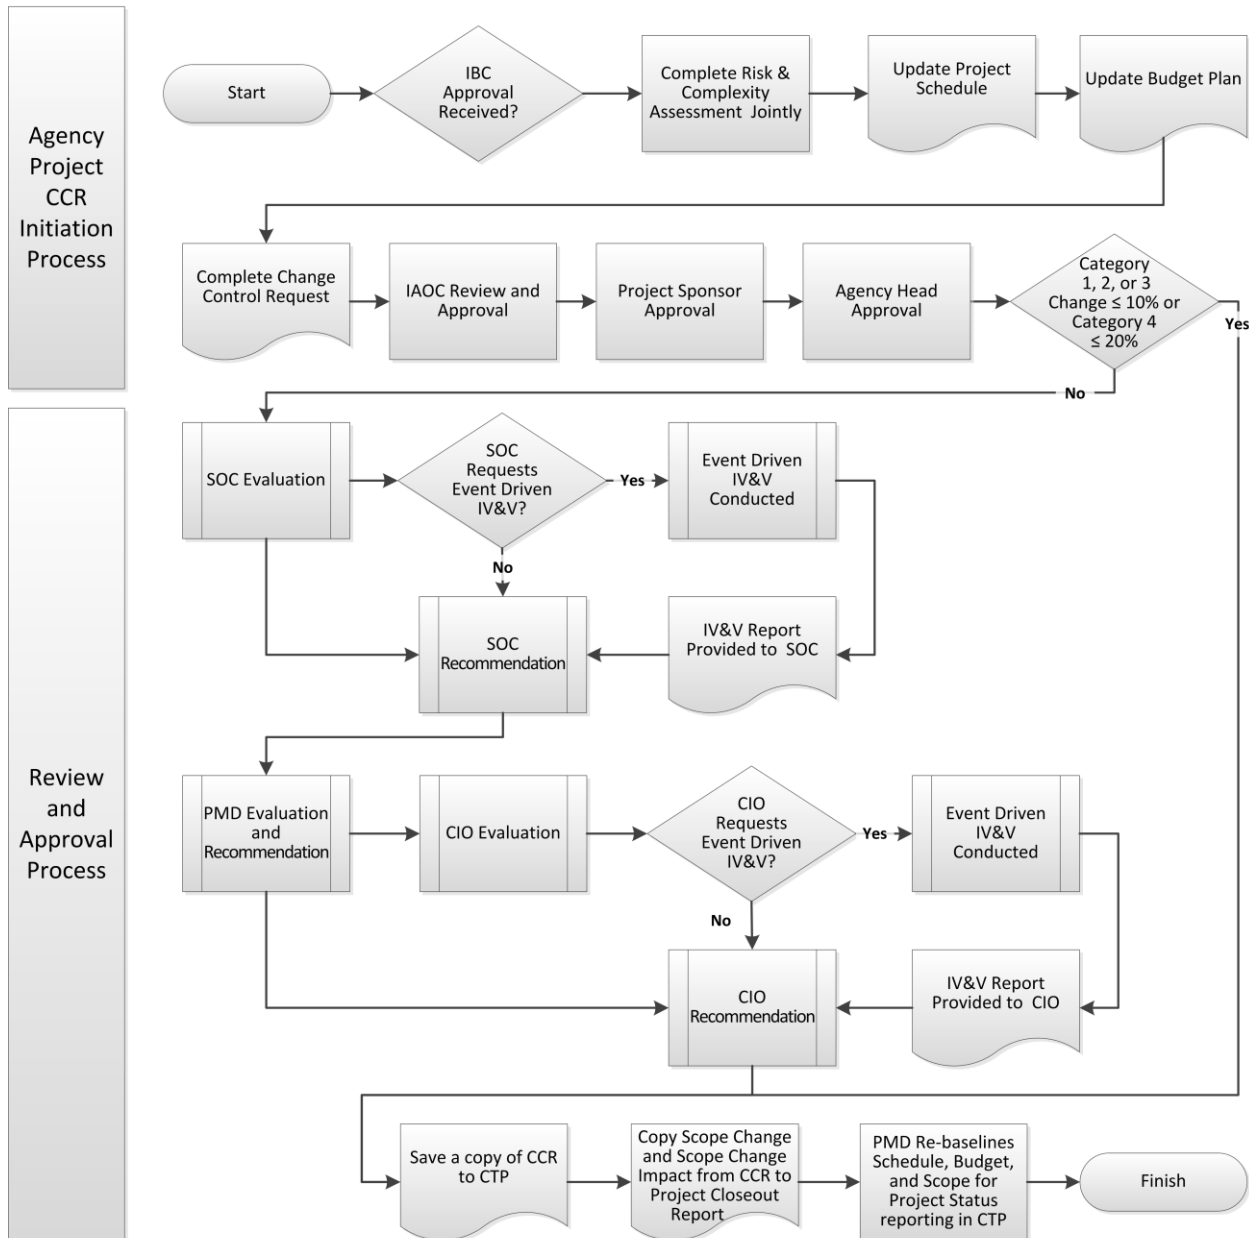 Agency
Project
CCR
Initiation
Process
Start
IBC
Approval
Received?
Complete Risk &
Complexity
Assessment Jointly
Update Project
Schedule
Update Budget Plan
Complete Change
Control Request
IAOC Review and
Approval
Project Sponsor
Approval
Agency Head
Approval
Category
1, 2, or 3
Change ≤ 10% or
Category 4
≤ 20%
Yes
No
Review
and
Approval
Process
SOC Evaluation
SOC
Requests
Event Driven
IV&V?
Yes
Event Driven
IV&V
Conducted
No
SOC
Recommendation
IV&V Report
Provided to SOC
PMD Evaluation
and
Recommendation
CIO Evaluation
CIO
Requests
Event Driven
IV&V?
Yes
Event Driven
IV&V
Conducted
No
CIO
Recommendation
IV&V Report
Provided to CIO
Save a copy of CCR
to CTP
Copy Scope Change
and Scope Change
Impact from CCR to
Project Closeout
Report
PMD Re-baselines
Schedule, Budget,
and Scope for
Project Status
reporting in CTP
Finish